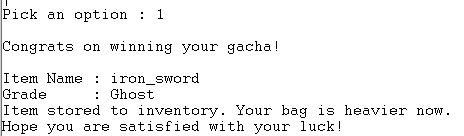 Pick an option : 1
Congrats on winning your gacha!
Item Name : iron_sword
Grade     : Ghost
Item stored to inventory. Your bag is heavier now.
Hope you are satisfied with your luck!